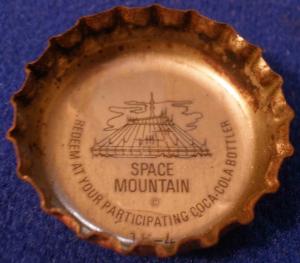 SPACE
MOUNTAIN
©
REDEEM AT YOUR PARTICIPATING COCA-COLA BOTTLER